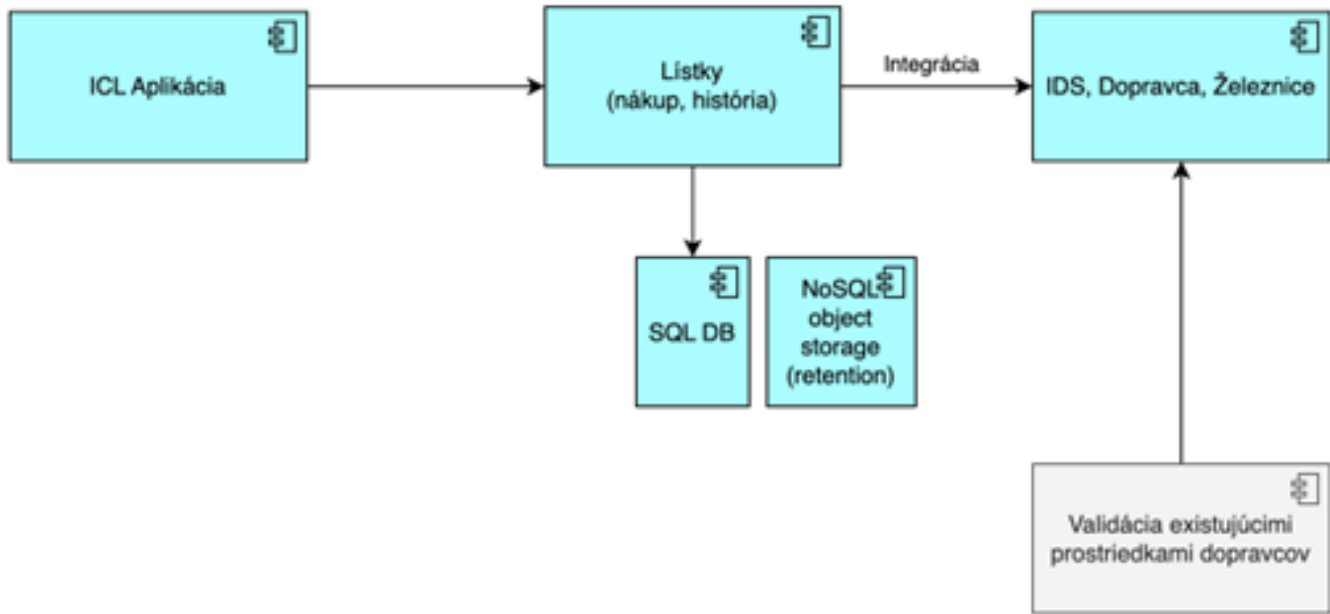 ICL Aplikácia
Lístky
(nákup, história)
Integrácia
IDS, Dopravca, Železnice
SQL DB
NoSQL
object
storage
(retention)
Validácia existujúcimi
prostriedkami dopravcov